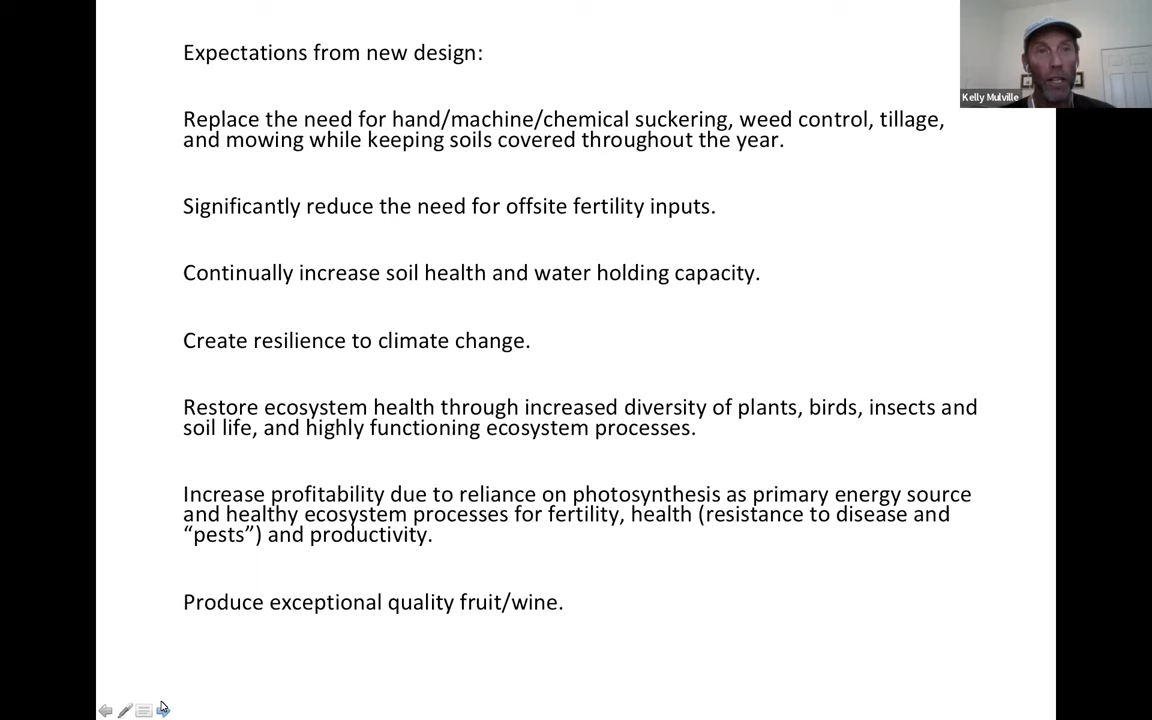 Expectations from new design:
Kelly Mulville
Replace the need for hand/machine/chemical suckering, weed control, tillage,
and mowing while keeping soils covered throughout the year.
Significantly reduce the need for offsite fertility inputs.
Continually increase soil health and water holding capacity.
Create resilience to climate change.
Restore ecosystem health through increased diversity of plants, birds, insects and
soil life, and highly functioning ecosystem processes.
Increase profitability due to reliance on photosynthesis as primary energy source
and healthy ecosystem processes for fertility, health (resistance to disease and
“pests”) and productivity.
Produce exceptional quality fruit/wine.